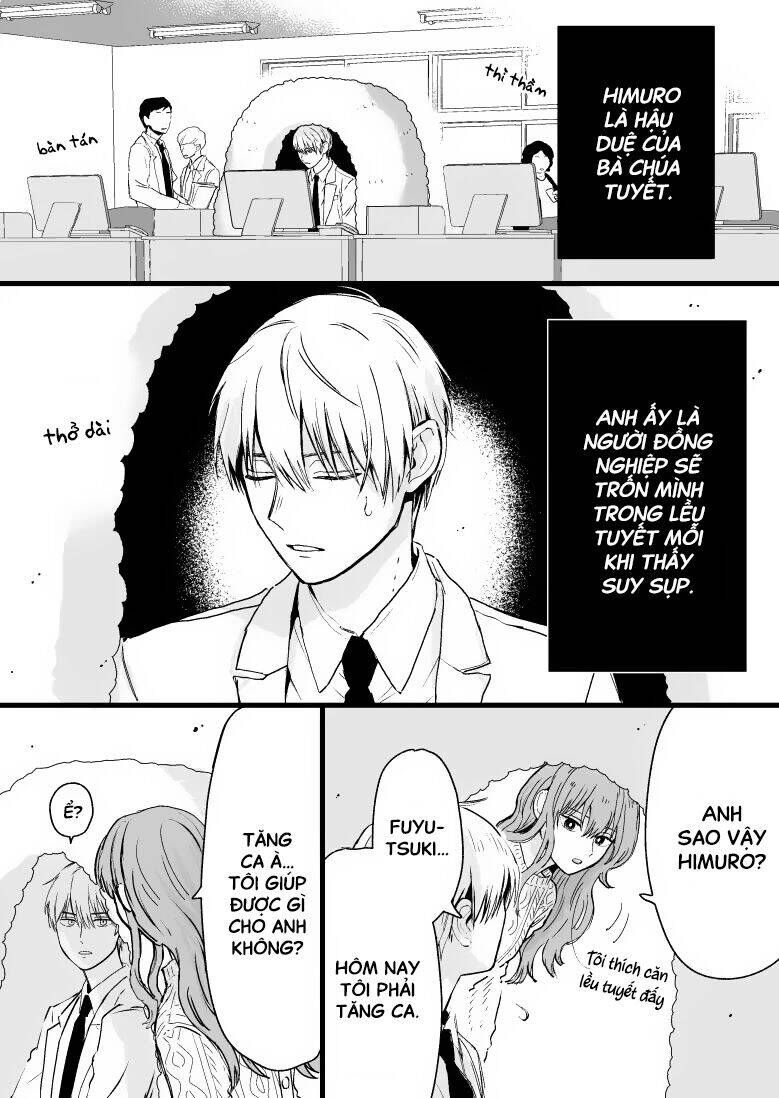 bàn tán
thì thầm
HIMURO
LÀ HẬU
DUỆ CỦA
BÀ CHÚA
TUYẾT.
thở dài
ANH ẤY LÀ
NGƯỜI ĐỒNG
NGHIỆP SẼ
TRỐN MÌNH
TRONG LỀU
TUYẾT MỖI
KHI THẤY
SUY SỤP.
ANH
SAO VẬY
HIMURO?
Tôi thích căn
lều tuyết đấy
FUYU-
TSUKI...
HÔM NAY
TÔI PHẢI
TĂNG CA.
TĂNG
CA À...
TÔI GIÚP
ĐƯỢC GÌ
CHO ANH
KHÔNG?
Ể?